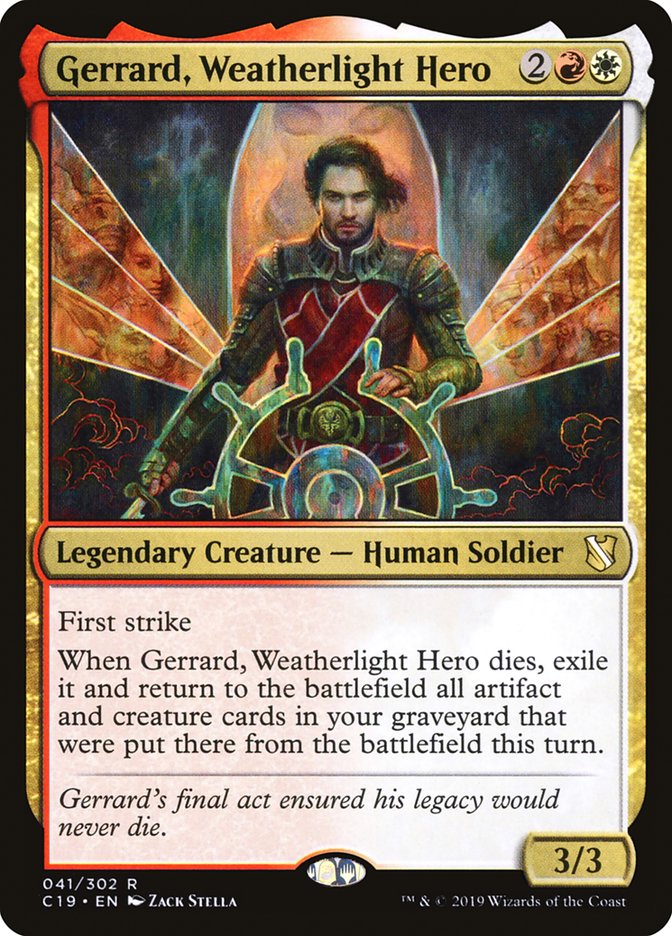 Gerrard, Weatherlight Hero 2
Legendary Creature — Human Soldier
First strike
When Gerrard, Weatherlight Hero dies, exile
it and return to the battlefield all artifact
and creature cards in your graveyard that
were put there from the battlefield this turn.
Gerrard's final act ensured his legacy would
never die.
3/3
041/302 R
C19 • EN Zack Stella
™ & © 2019 Wizards of the Coast